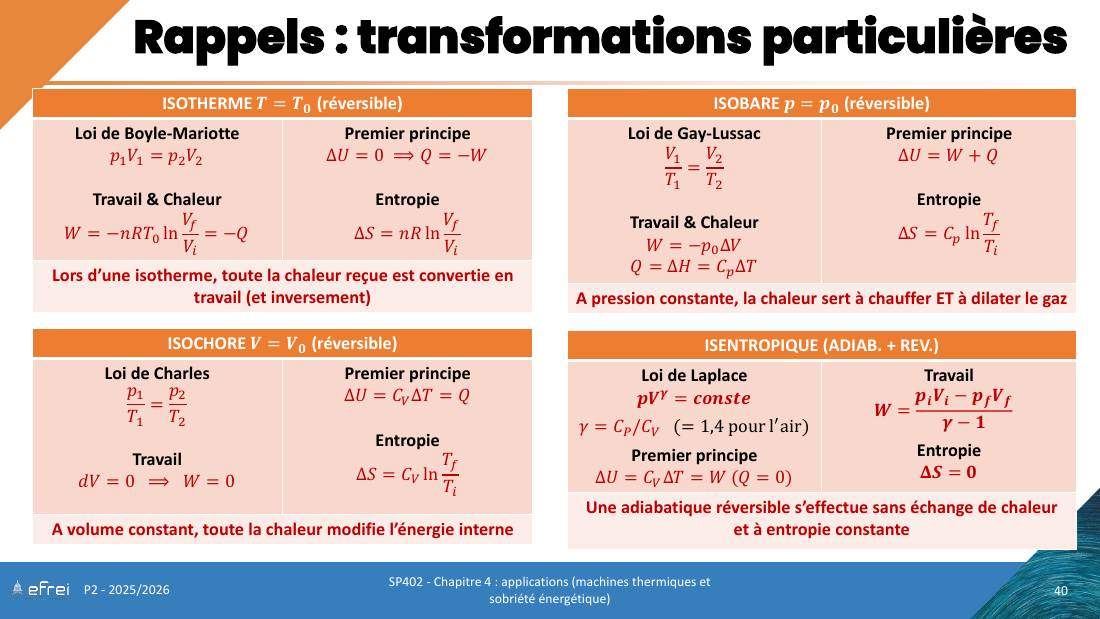 Rappels : transformations particulières
ISOTHERME T = T₀ (réversible)
Loi de Boyle-Mariotte
p₁V₁ = p₂V₂
Travail & Chaleur
W = −nRT₀ ln V_f/V_i = −Q
Premier principe
ΔU = 0 ⟹ Q = −W
Entropie
ΔS = nR ln V_f/V_i
Lors d’une isotherme, toute la chaleur reçue est convertie en
travail (et inversement)
ISOBARE p = p₀ (réversible)
Loi de Gay-Lussac
V₁/T₁ = V₂/T₂
Travail & Chaleur
W = −p₀ΔV
Q = ΔH = C_pΔT
Premier principe
ΔU = W + Q
Entropie
ΔS = C_p ln T_f/T_i
A pression constante, la chaleur sert à chauffer ET à dilater le gaz
ISOCHORE V = V₀ (réversible)
Loi de Charles
p₁/T₁ = p₂/T₂
Travail
dV = 0 ⟹ W = 0
Premier principe
ΔU = C_VΔT = Q
Entropie
ΔS = C_V ln T_f/T_i
A volume constant, toute la chaleur modifie l’énergie interne
ISENTROPIQUE (ADIAB. + REV.)
Loi de Laplace
pV^γ = conste
γ = C_P/C_V (= 1,4 pour l′air)
Premier principe
ΔU = C_VΔT = W (Q = 0)
Travail
W = (p_iV_i − p_fV_f)/(γ − 1)
Entropie
ΔS = 0
Une adiabatique réversible s’effectue sans échange de chaleur
et à entropie constante
efrei
P2 - 2025/2026
SP402 - Chapitre 4 : applications (machines thermiques et
sobriété énergétique)
40